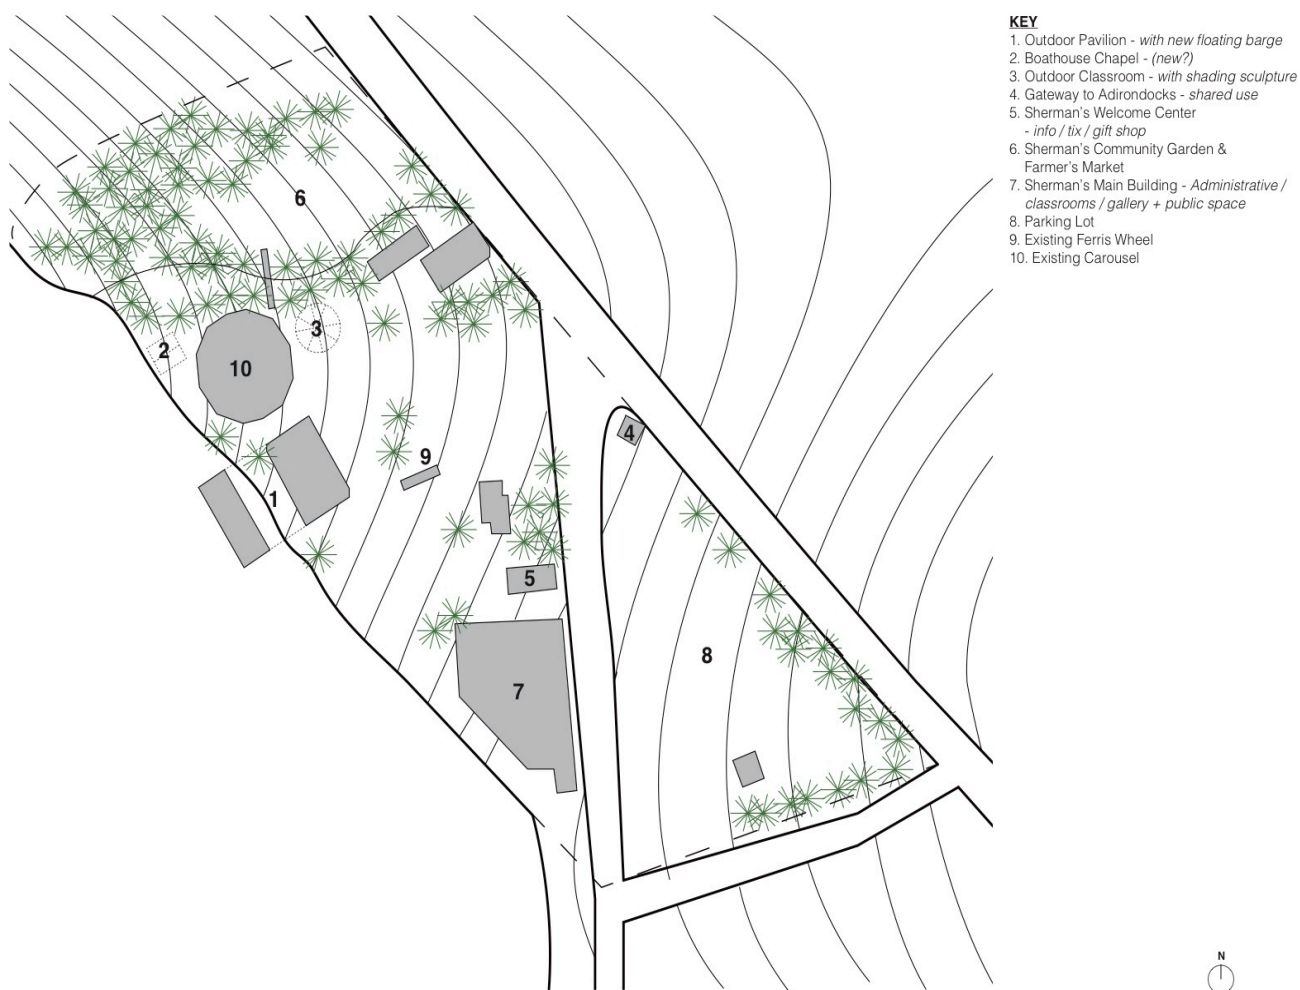 KEY
1. Outdoor Pavilion - with new floating barge
2. Boathouse Chapel - (new?)
3. Outdoor Classroom - with shading sculpture
4. Gateway to Adirondocks - shared use
5. Sherman's Welcome Center
- info / tix / gift shop
6. Sherman's Community Garden &
Farmer's Market
7. Sherman's Main Building - Administrative /
classrooms / gallery + public space
8. Parking Lot
9. Existing Ferris Wheel
10. Existing Carousel
6
3
2
10
4
9
1
5
8
7
N